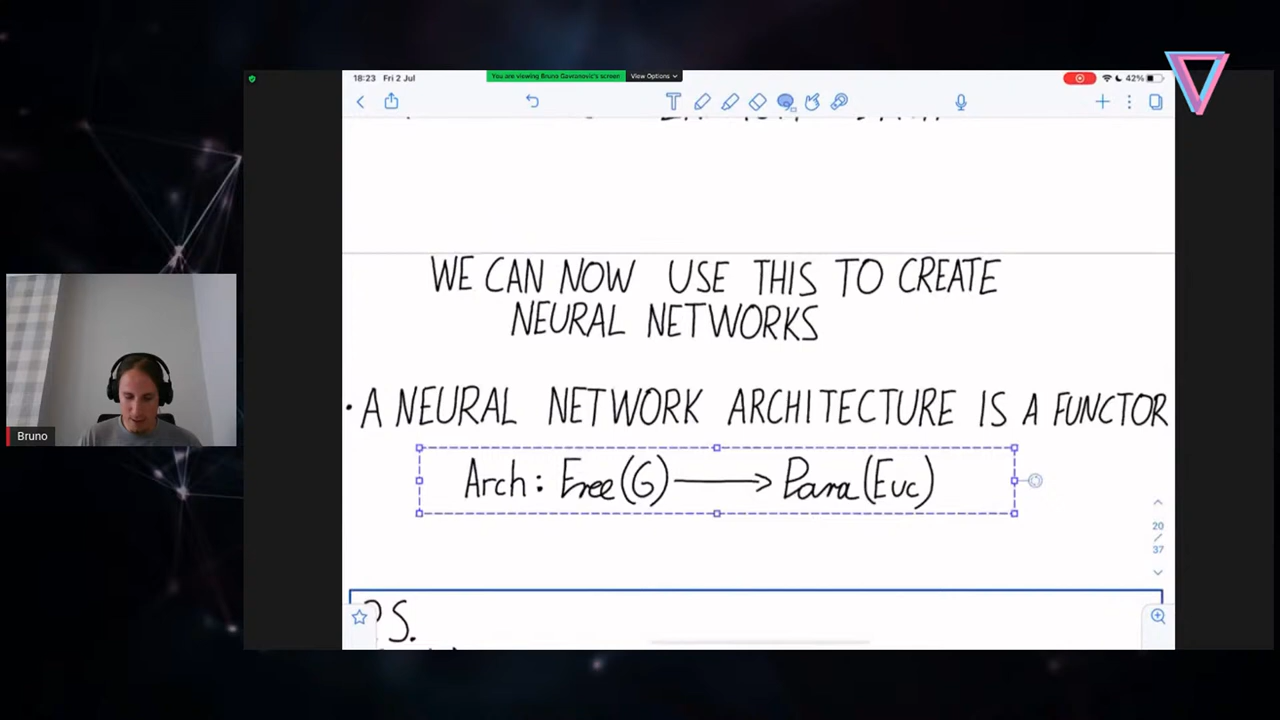 18:23 Fri 2 Jul
You are viewing Bruno Gavranovic's screen
View Options
42%
WE CAN NOW USE THIS TO CREATE
NEURAL NETWORKS
• A NEURAL NETWORK ARCHITECTURE IS A FUNCTOR
Arch: Free(G) → Para(Euc)
20
/
37
P.S.
Bruno